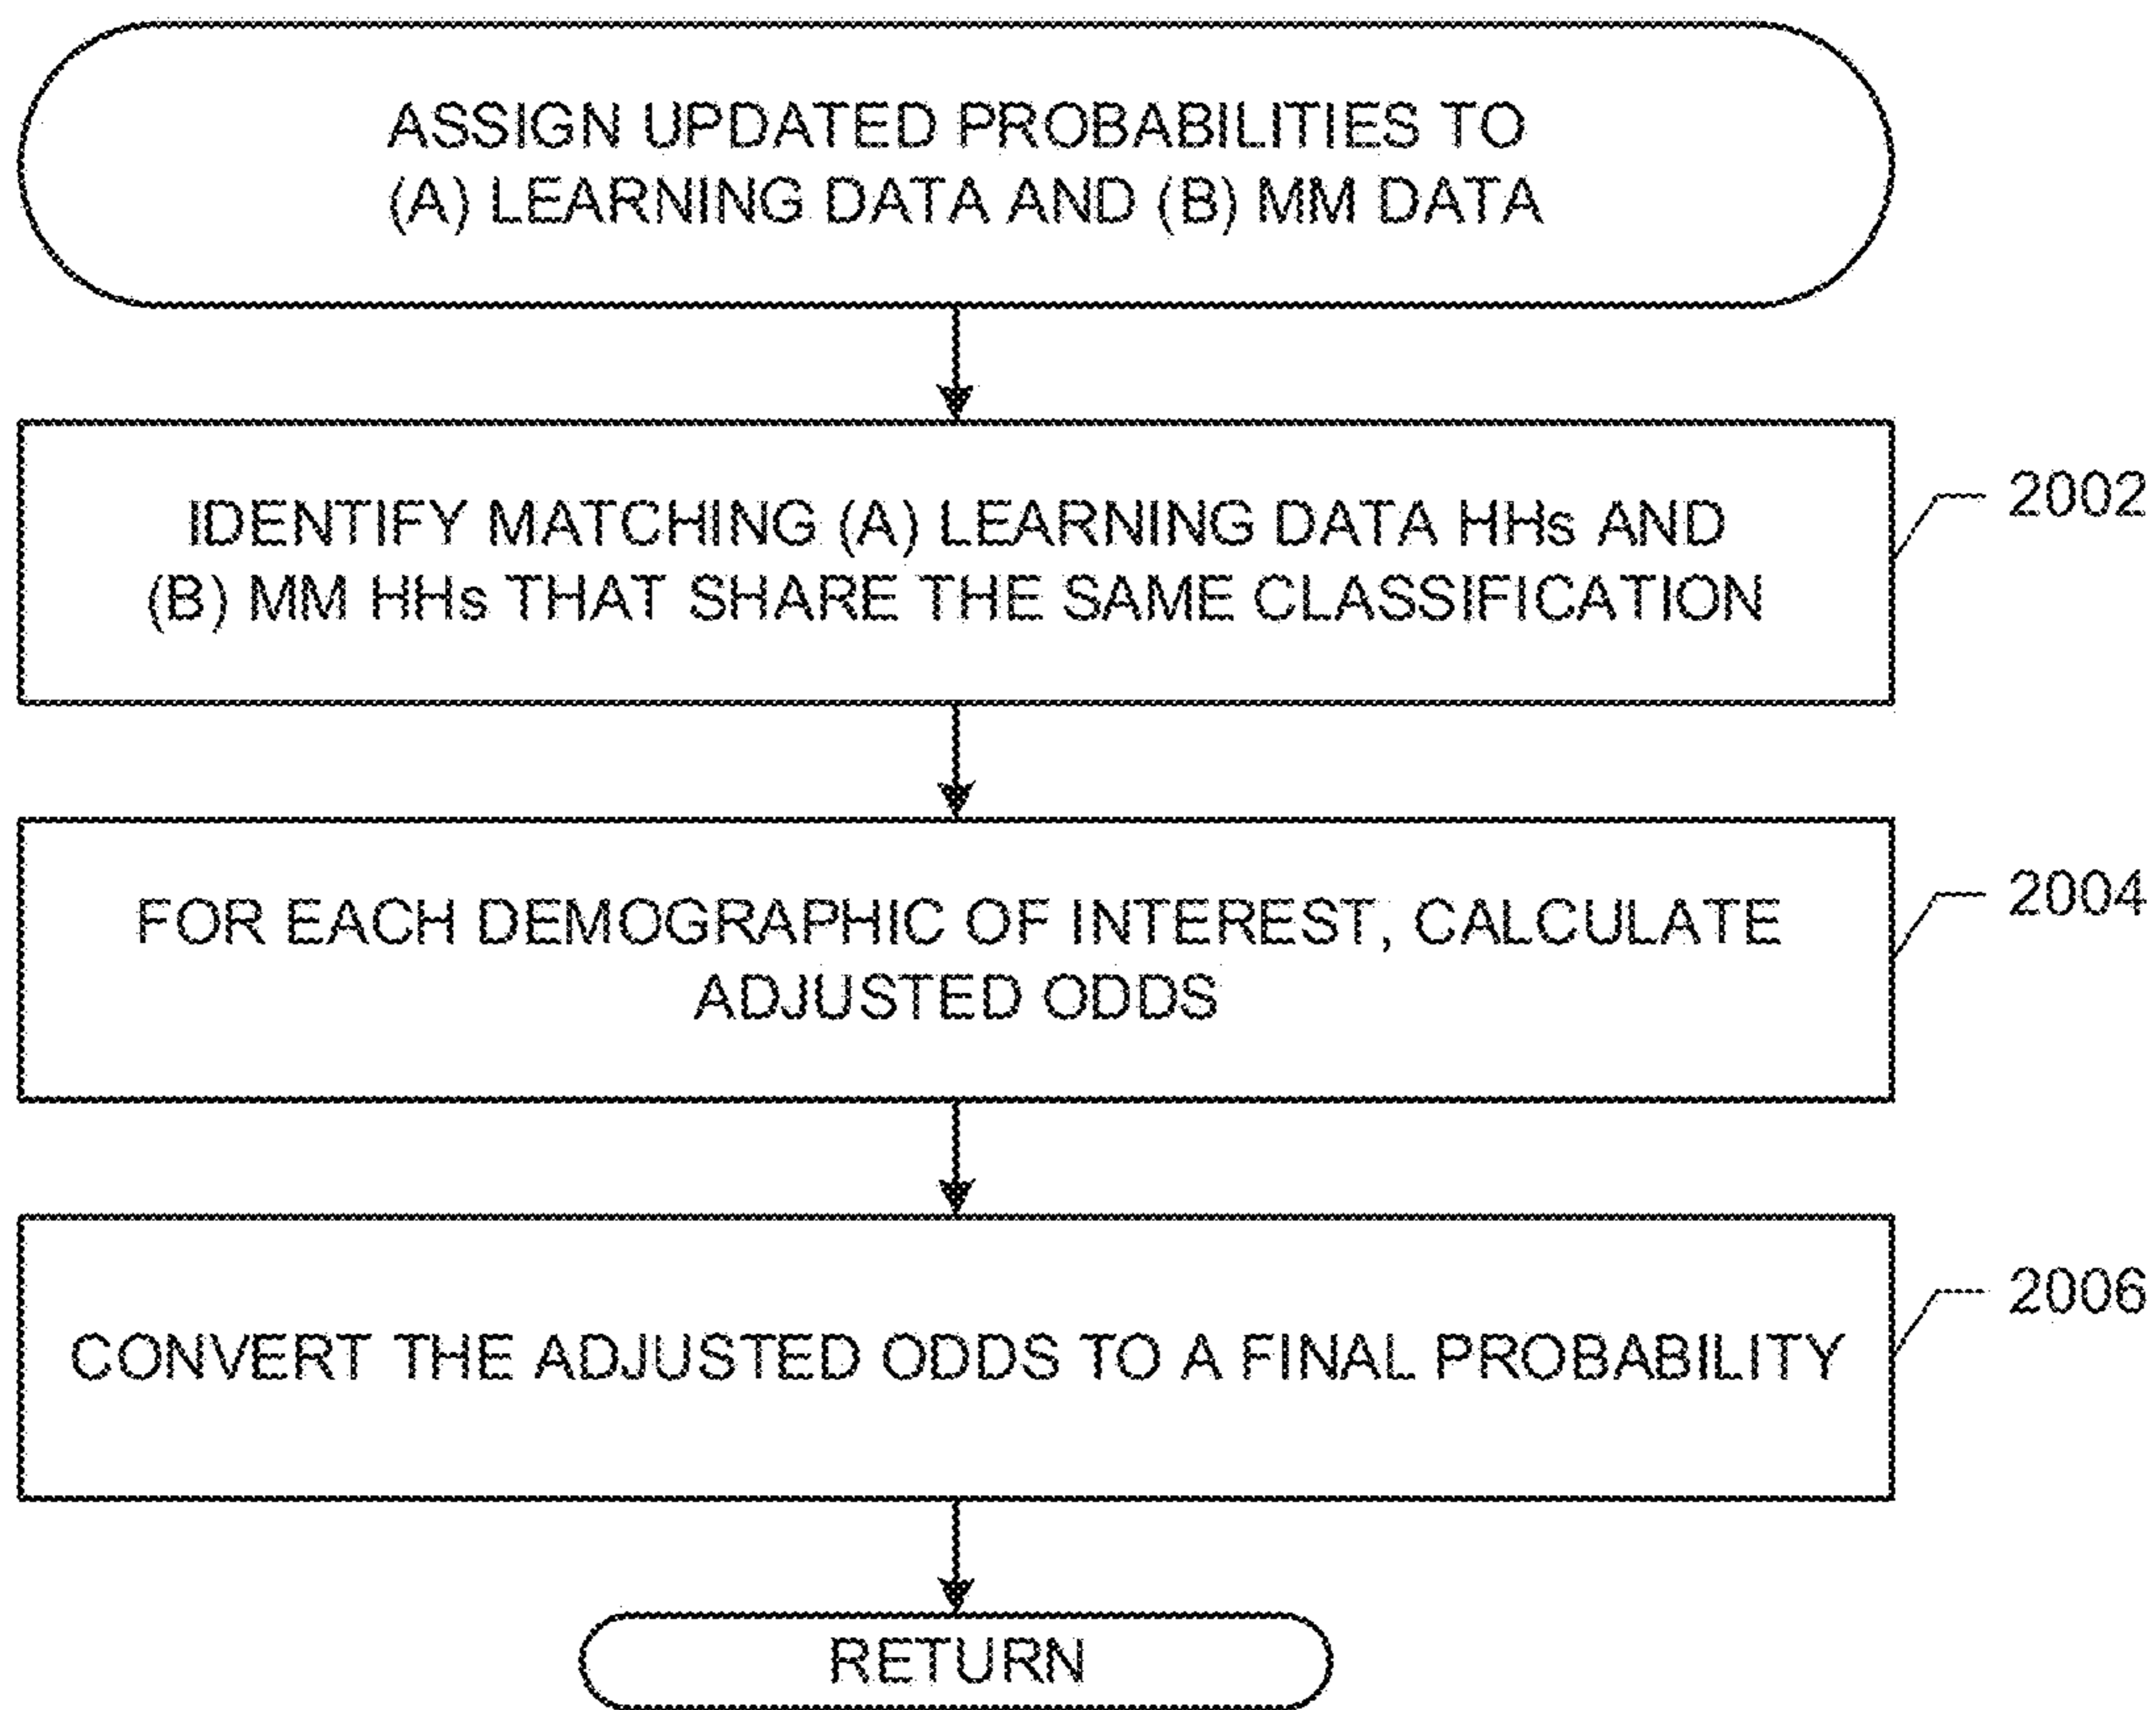 ASSIGN UPDATED PROBABILITIES TO
(A) LEARNING DATA AND (B) MM DATA
IDENTIFY MATCHING (A) LEARNING DATA HHs AND
(B) MM HHs THAT SHARE THE SAME CLASSIFICATION
2002
FOR EACH DEMOGRAPHIC OF INTEREST, CALCULATE
ADJUSTED ODDS
2004
CONVERT THE ADJUSTED ODDS TO A FINAL PROBABILITY
2006
RETURN